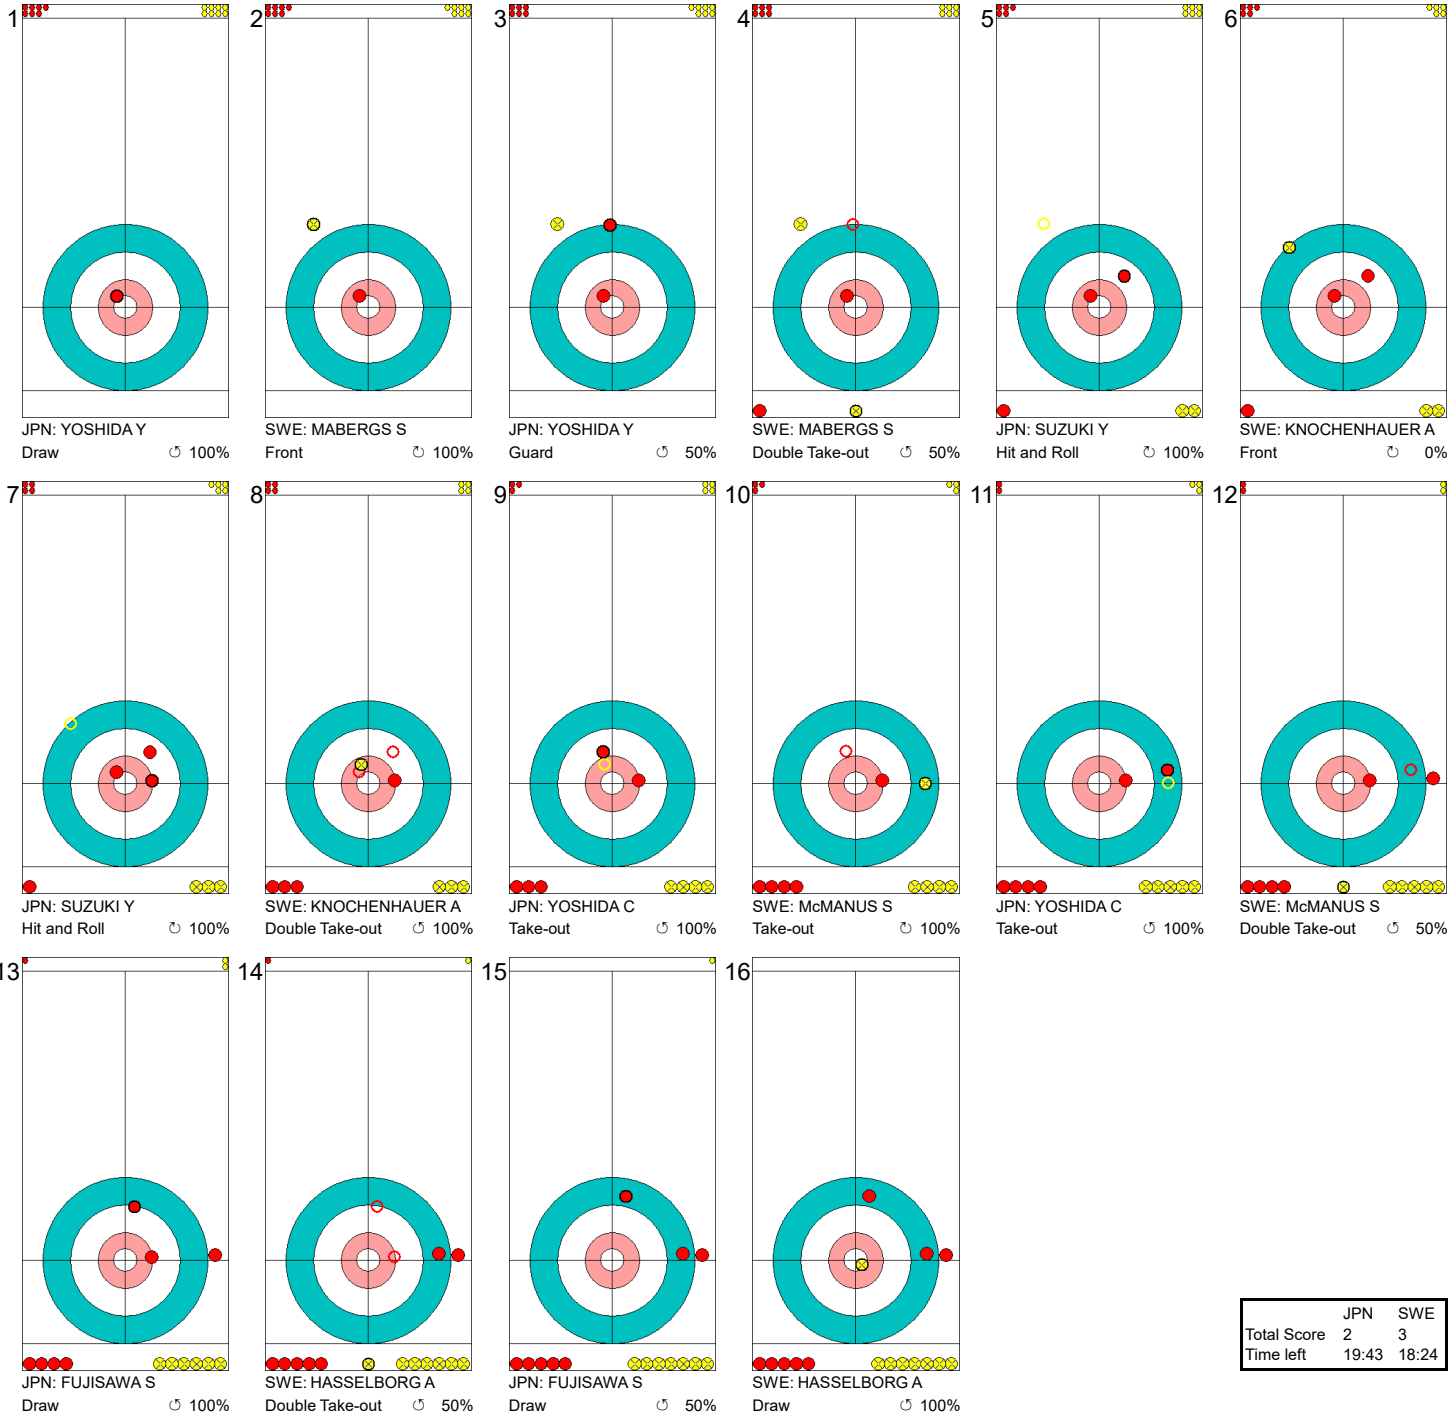 1
2
3
4
5
6
JPN: YOSHIDA Y
Draw ↺ 100%
SWE: MABERGS S
Front ↻ 100%
JPN: YOSHIDA Y
Guard ↺ 50%
SWE: MABERGS S
Double Take-out ↺ 50%
JPN: SUZUKI Y
Hit and Roll ↻ 100%
SWE: KNOCHENHAUER A
Front ↻ 0%
7
8
9
10
11
12
JPN: SUZUKI Y
Hit and Roll ↻ 100%
SWE: KNOCHENHAUER A
Double Take-out ↺ 100%
JPN: YOSHIDA C
Take-out ↺ 100%
SWE: McMANUS S
Take-out ↻ 100%
JPN: YOSHIDA C
Take-out ↺ 100%
SWE: McMANUS S
Double Take-out ↺ 50%
13
14
15
16
JPN: FUJISAWA S
Draw ↺ 100%
SWE: HASSELBORG A
Double Take-out ↺ 50%
JPN: FUJISAWA S
Draw ↺ 50%
SWE: HASSELBORG A
Draw ↺ 100%
JPN SWE
Total Score 2 3
Time left 19:43 18:24